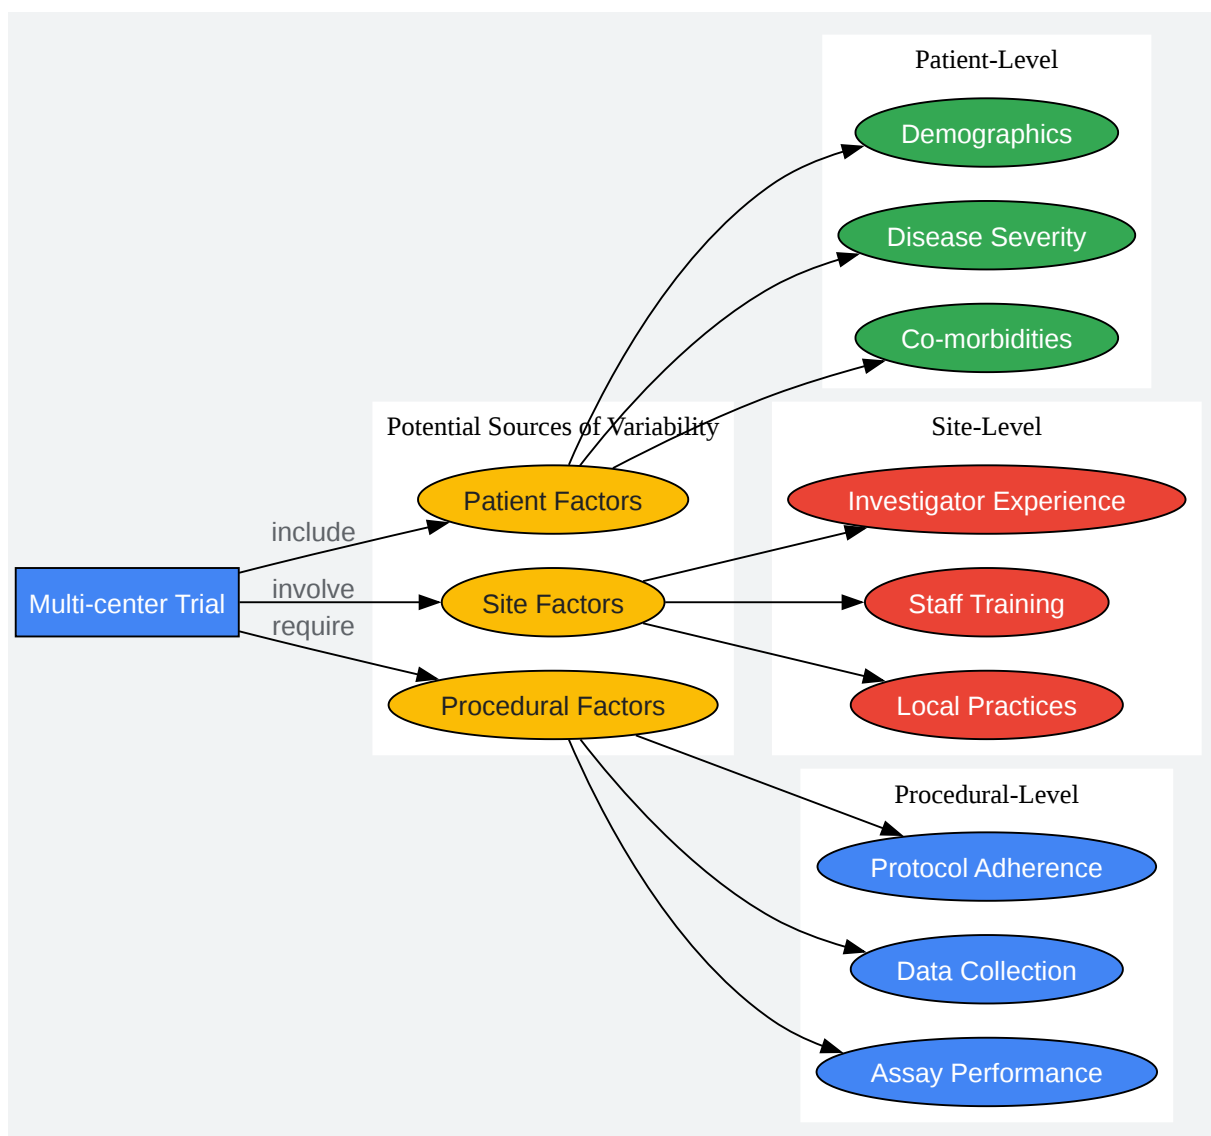 Patient-Level
Demographics
Disease Severity
Co-morbidities
Potential Sources of Variability
Site-Level
Patient Factors
Investigator Experience
include
Multi-center Trial
involve
Site Factors
Staff Training
require
Procedural Factors
Local Practices
Procedural-Level
Protocol Adherence
Data Collection
Assay Performance